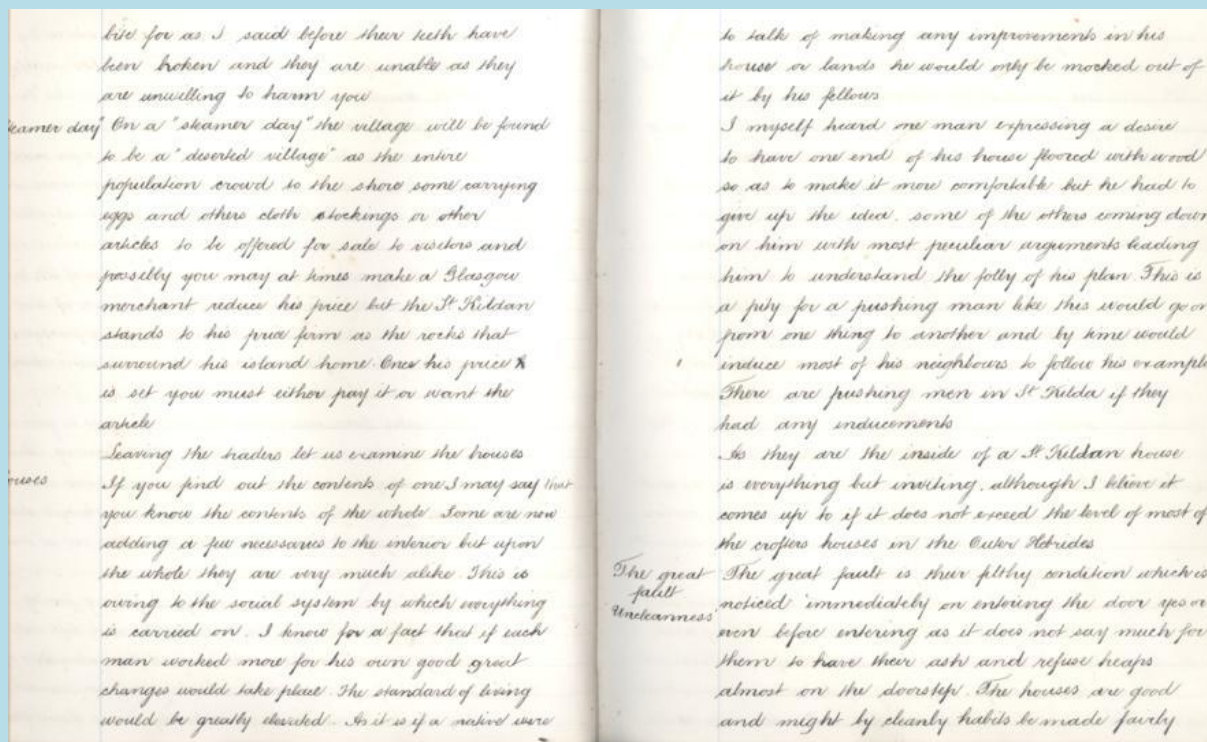 bite for as I said before their teeth have
been broken and they are unable as they
are unwilling to harm you
"steamer day" On a "steamer day" the village will be found
to be a "deserted village" as the entire
population crowd to the shore some carrying
eggs and others cloth stockings or other
articles to be offered for sale to visitors and
possibly you may at times make a Glasgow
merchant reduce his price but the St Kildan
stands to his price firm as the rocks that
surround his island home. Once his price
is set you must either pay it or want the
article
Leaving the traders let us examine the houses
ouses If you find out the contents of one I may say that
you know the contents of the whole. Some are now
adding a few necessaries to the interior but upon
the whole they are very much alike. This is
owing to the social system by which everything
is carried on. I know for a fact that if each
man worked more for his own good great
changes would take place. The standard of living
would be greatly elevated. As it is if a native were
to talk of making any improvements in his
house or lands he would only be mocked out of
it by his fellows
I myself heard one man expressing a desire
to have one end of his house floored with wood
so as to make it more comfortable but he had to
give up the idea. some of the others coming down
on him with most peculiar arguments leading
him to understand the folly of his plan. This is
a pity for a pushing man like this would go on
from one thing to another and by time would
induce most of his neighbours to follow his example
There are pushing men in St Kilda if they
had any inducements
As they are the inside of a St Kildan house
is everything but inviting, although I believe it
comes up to if it does not exceed the level of most of
the crofters houses in the Outer Hebrides
The great fault Uncleanness The great fault is their filthy condition which is
noticed immediately on entering the door yes or
even before entering as it does not say much for
them to have their ash and refuse heaps
almost on the doorstep. The houses are good
and might by cleanly habits be made fairly